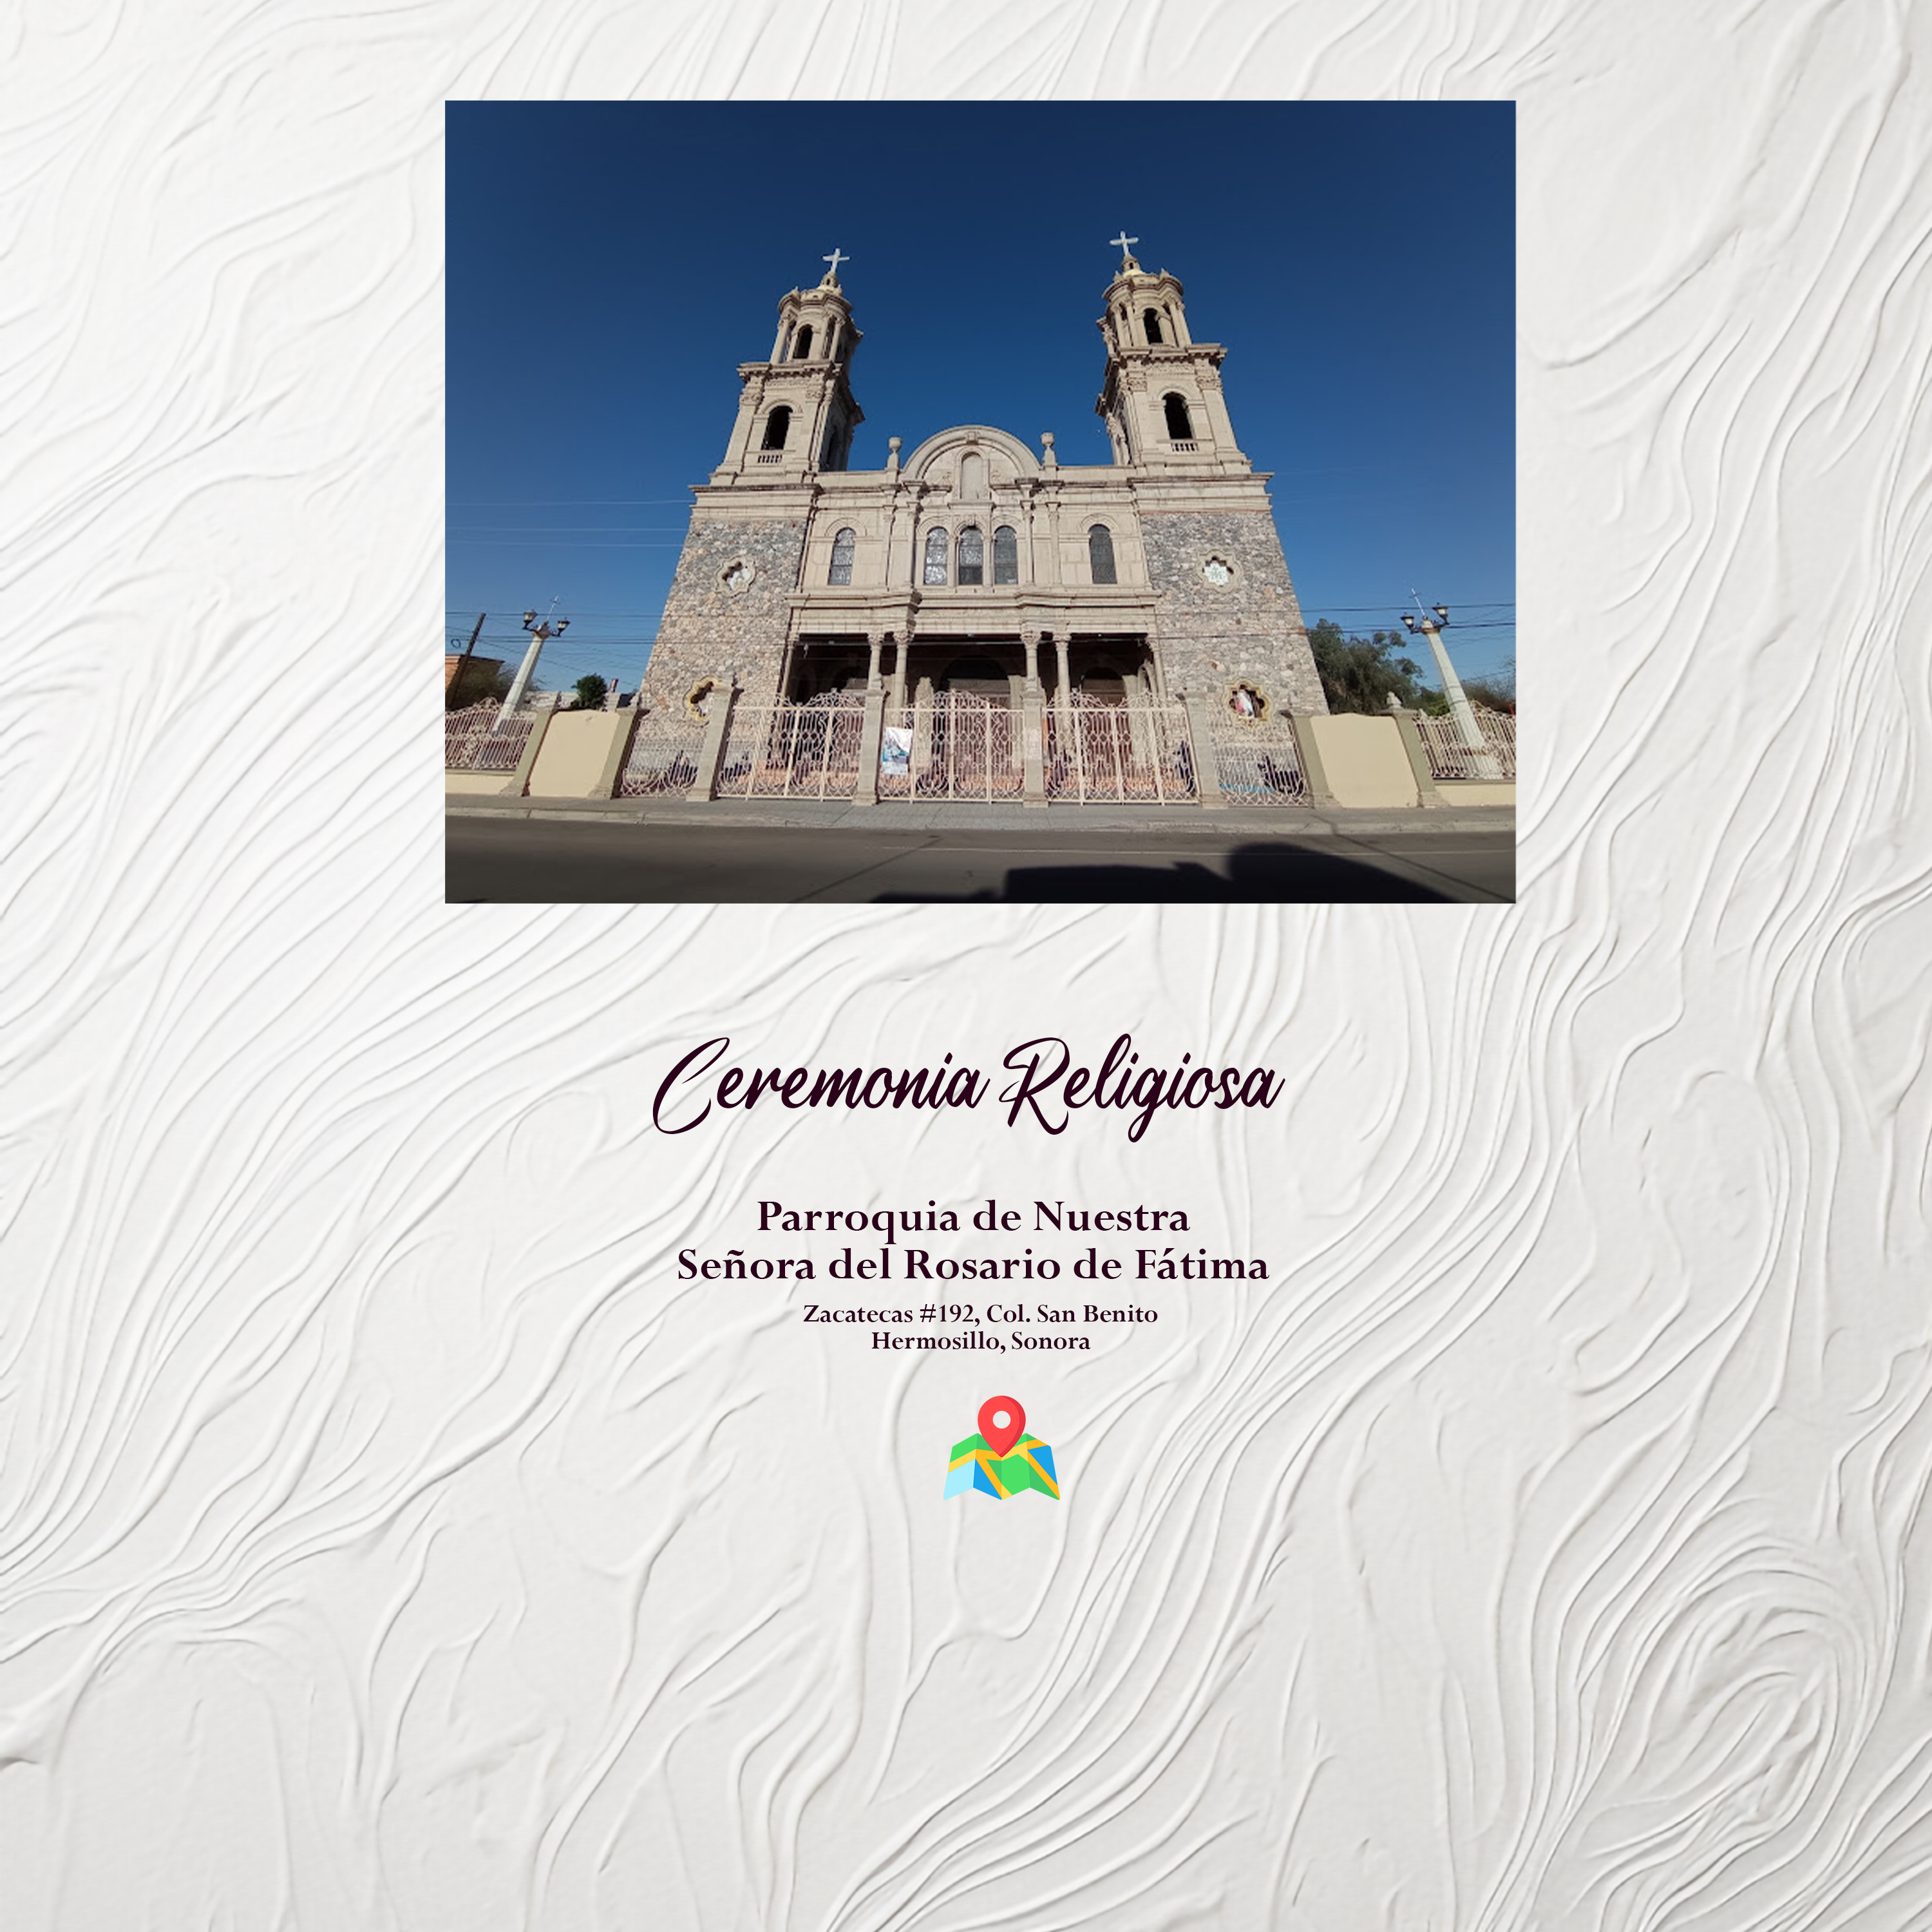 Ceremonia Religiosa
Parroquia de Nuestra
Señora del Rosario de Fátima
Zacatecas #192, Col. San Benito
Hermosillo, Sonora